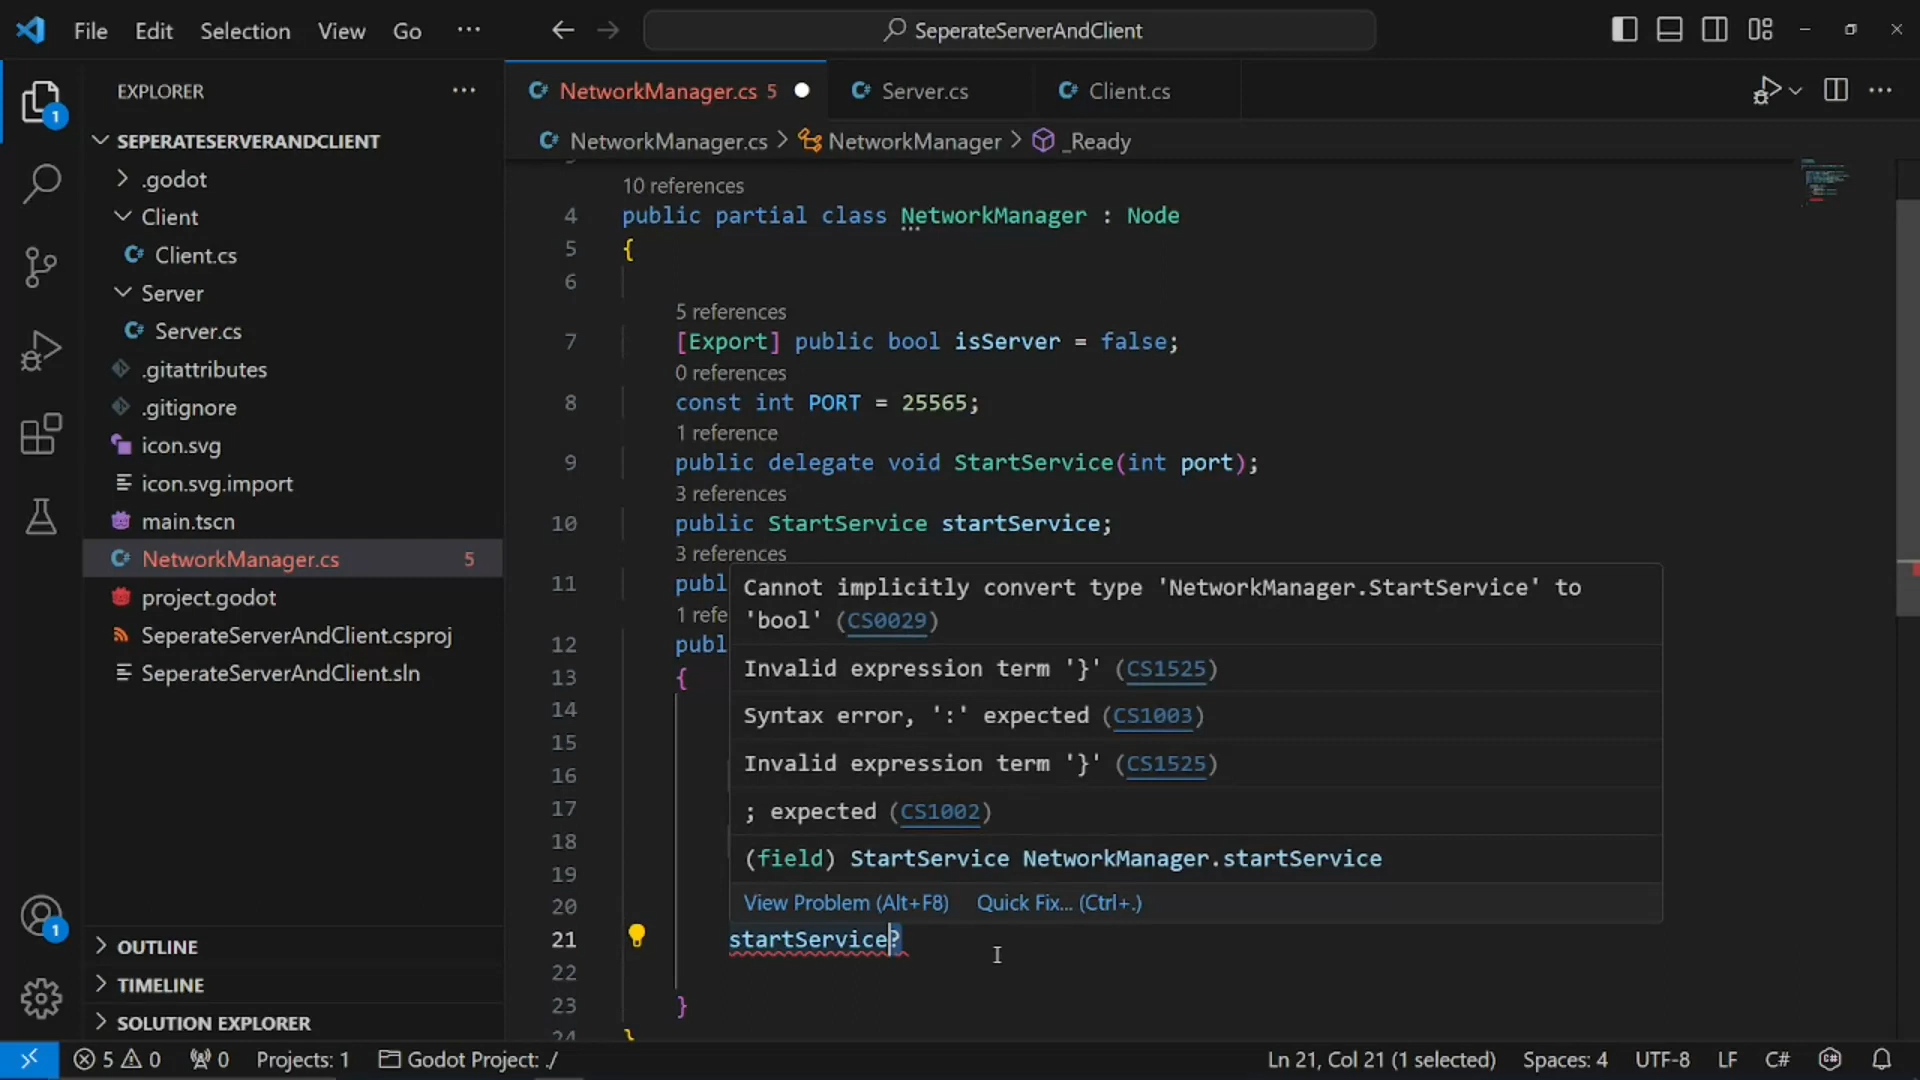 File Edit Selection View Go ··· SeperateServerAndClient
EXPLORER ···
SEPERATESERVERANDCLIENT
.godot
Client
Client.cs
Server
Server.cs
.gitattributes
.gitignore
icon.svg
icon.svg.import
main.tscn
NetworkManager.cs 5
project.godot
SeperateServerAndClient.csproj
SeperateServerAndClient.sln
OUTLINE
TIMELINE
SOLUTION EXPLORER
1
1
NetworkManager.cs 5 Server.cs Client.cs
NetworkManager.cs > NetworkManager > _Ready
10 references
4 public partial class NetworkManager : Node
5 {
6
5 references
7 [Export] public bool isServer = false;
0 references
8 const int PORT = 25565;
1 reference
9 public delegate void StartService(int port);
3 references
10 public StartService startService;
3 references
11 publ
1 refe
12 publ
13 {
14
15
16
17
18
19
20
21 startService?
22
23 }
24 }
Cannot implicitly convert type 'NetworkManager.StartService' to
'bool' (CS0029)
Invalid expression term '}' (CS1525)
Syntax error, ':' expected (CS1003)
Invalid expression term '}' (CS1525)
; expected (CS1002)
(field) StartService NetworkManager.startService
View Problem (Alt+F8) Quick Fix... (Ctrl+.)
5 0 0 Projects: 1 Godot Project: ./ Ln 21, Col 21 (1 selected) Spaces: 4 UTF-8 LF C#